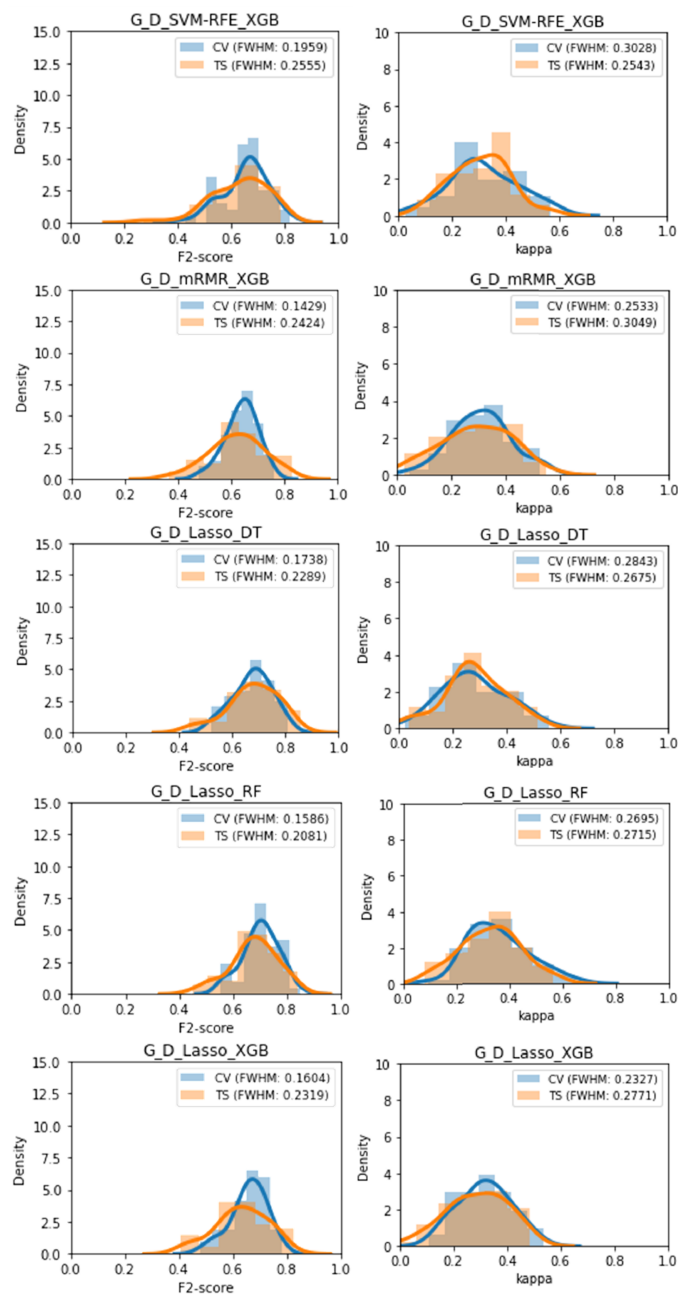 G_D_SVM-RFE_XGB
15.0
12.5
10.0
7.5
5.0
2.5
0.0
Density
CV (FWHM: 0.1959)
TS (FWHM: 0.2555)
0.0 0.2 0.4 0.6 0.8 1.0
F2-score
G_D_SVM-RFE_XGB
10
8
6
4
2
0
Density
CV (FWHM: 0.3028)
TS (FWHM: 0.2543)
0.0 0.2 0.4 0.6 0.8 1.0
kappa
G_D_mRMR_XGB
15.0
12.5
10.0
7.5
5.0
2.5
0.0
Density
CV (FWHM: 0.1429)
TS (FWHM: 0.2424)
0.0 0.2 0.4 0.6 0.8 1.0
F2-score
G_D_mRMR_XGB
10
8
6
4
2
0
Density
CV (FWHM: 0.2533)
TS (FWHM: 0.3049)
0.0 0.2 0.4 0.6 0.8 1.0
kappa
G_D_Lasso_DT
15.0
12.5
10.0
7.5
5.0
2.5
0.0
Density
CV (FWHM: 0.1738)
TS (FWHM: 0.2289)
0.0 0.2 0.4 0.6 0.8 1.0
F2-score
G_D_Lasso_DT
10
8
6
4
2
0
Density
CV (FWHM: 0.2843)
TS (FWHM: 0.2675)
0.0 0.2 0.4 0.6 0.8 1.0
kappa
G_D_Lasso_RF
15.0
12.5
10.0
7.5
5.0
2.5
0.0
Density
CV (FWHM: 0.1586)
TS (FWHM: 0.2081)
0.0 0.2 0.4 0.6 0.8 1.0
F2-score
G_D_Lasso_RF
10
8
6
4
2
0
Density
CV (FWHM: 0.2695)
TS (FWHM: 0.2715)
0.0 0.2 0.4 0.6 0.8 1.0
kappa
G_D_Lasso_XGB
15.0
12.5
10.0
7.5
5.0
2.5
0.0
Density
CV (FWHM: 0.1604)
TS (FWHM: 0.2319)
0.0 0.2 0.4 0.6 0.8 1.0
F2-score
G_D_Lasso_XGB
10
8
6
4
2
0
Density
CV (FWHM: 0.2327)
TS (FWHM: 0.2771)
0.0 0.2 0.4 0.6 0.8 1.0
kappa